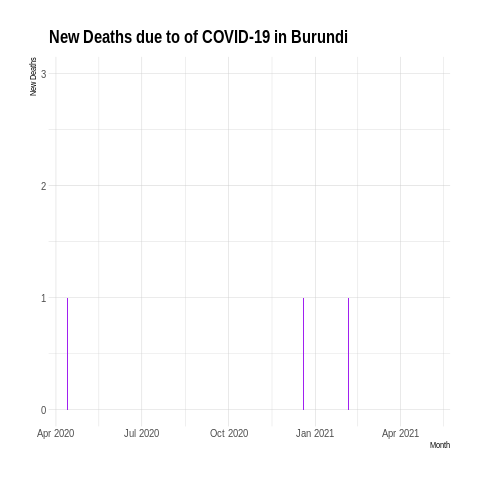 New Deaths due to of COVID-19 in Burundi
New Deaths
3
2
1
0
Apr 2020 Jul 2020 Oct 2020 Jan 2021 Apr 2021
Month